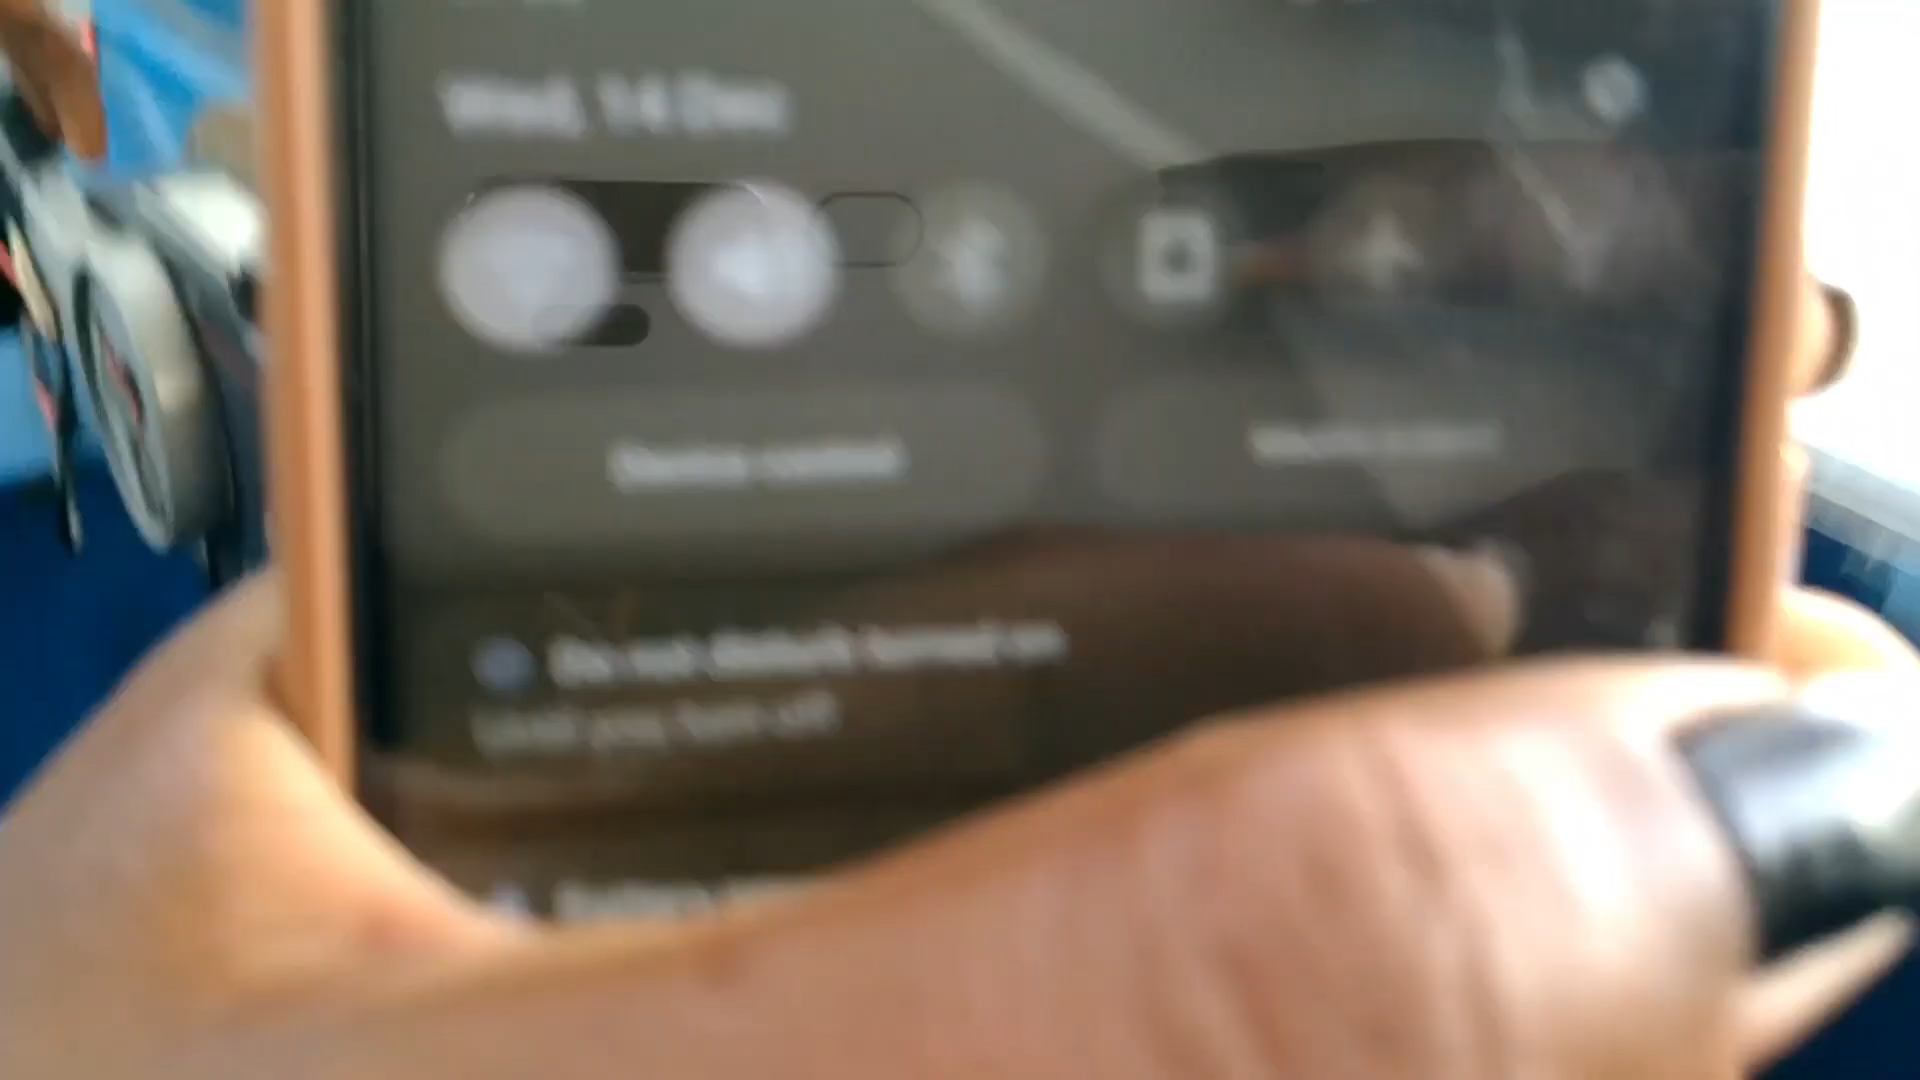 Wed, 14 Dec
Device control
Do not disturb turned on
Until you turn off